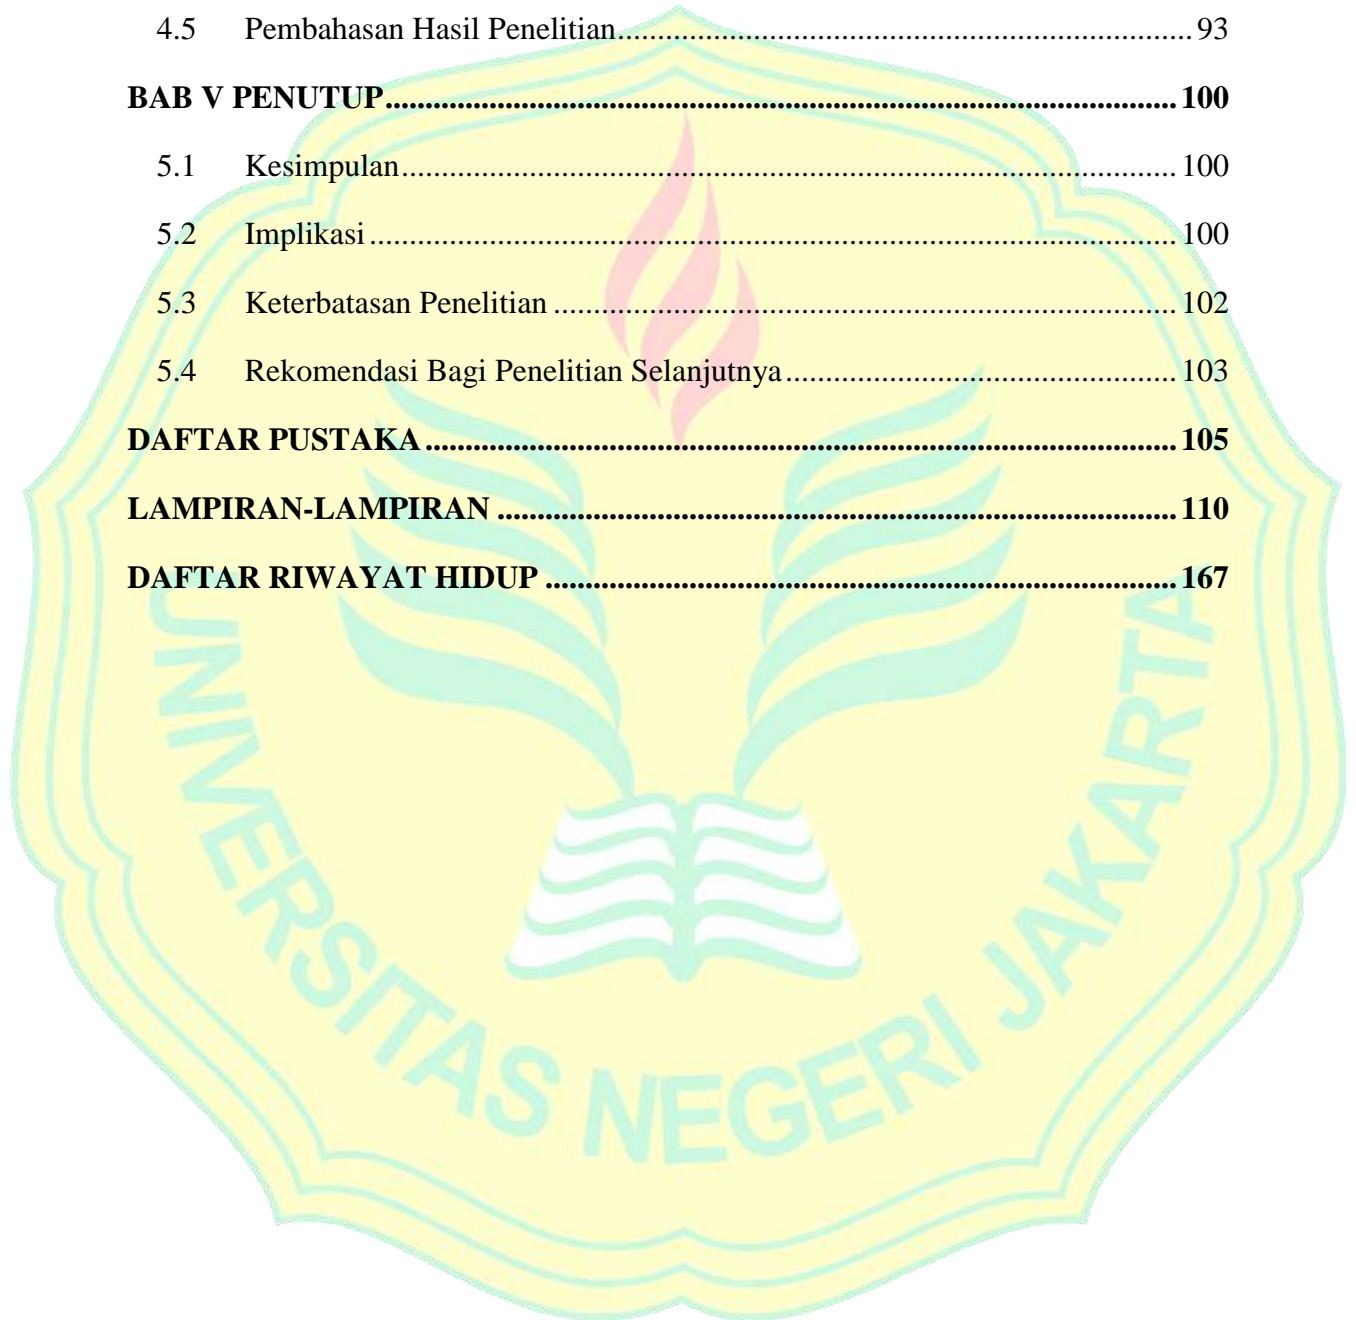 4.5 Pembahasan Hasil Penelitian........................................................................ 93
BAB V PENUTUP.................................................................................................. 100
5.1 Kesimpulan................................................................................................ 100
5.2 Implikasi.................................................................................................... 100
5.3 Keterbatasan Penelitian ............................................................................. 102
5.4 Rekomendasi Bagi Penelitian Selanjutnya................................................. 103
DAFTAR PUSTAKA............................................................................................. 105
LAMPIRAN-LAMPIRAN .................................................................................... 110
DAFTAR RIWAYAT HIDUP .............................................................................. 167
UNIVERSITAS NEGERI JAKARTA